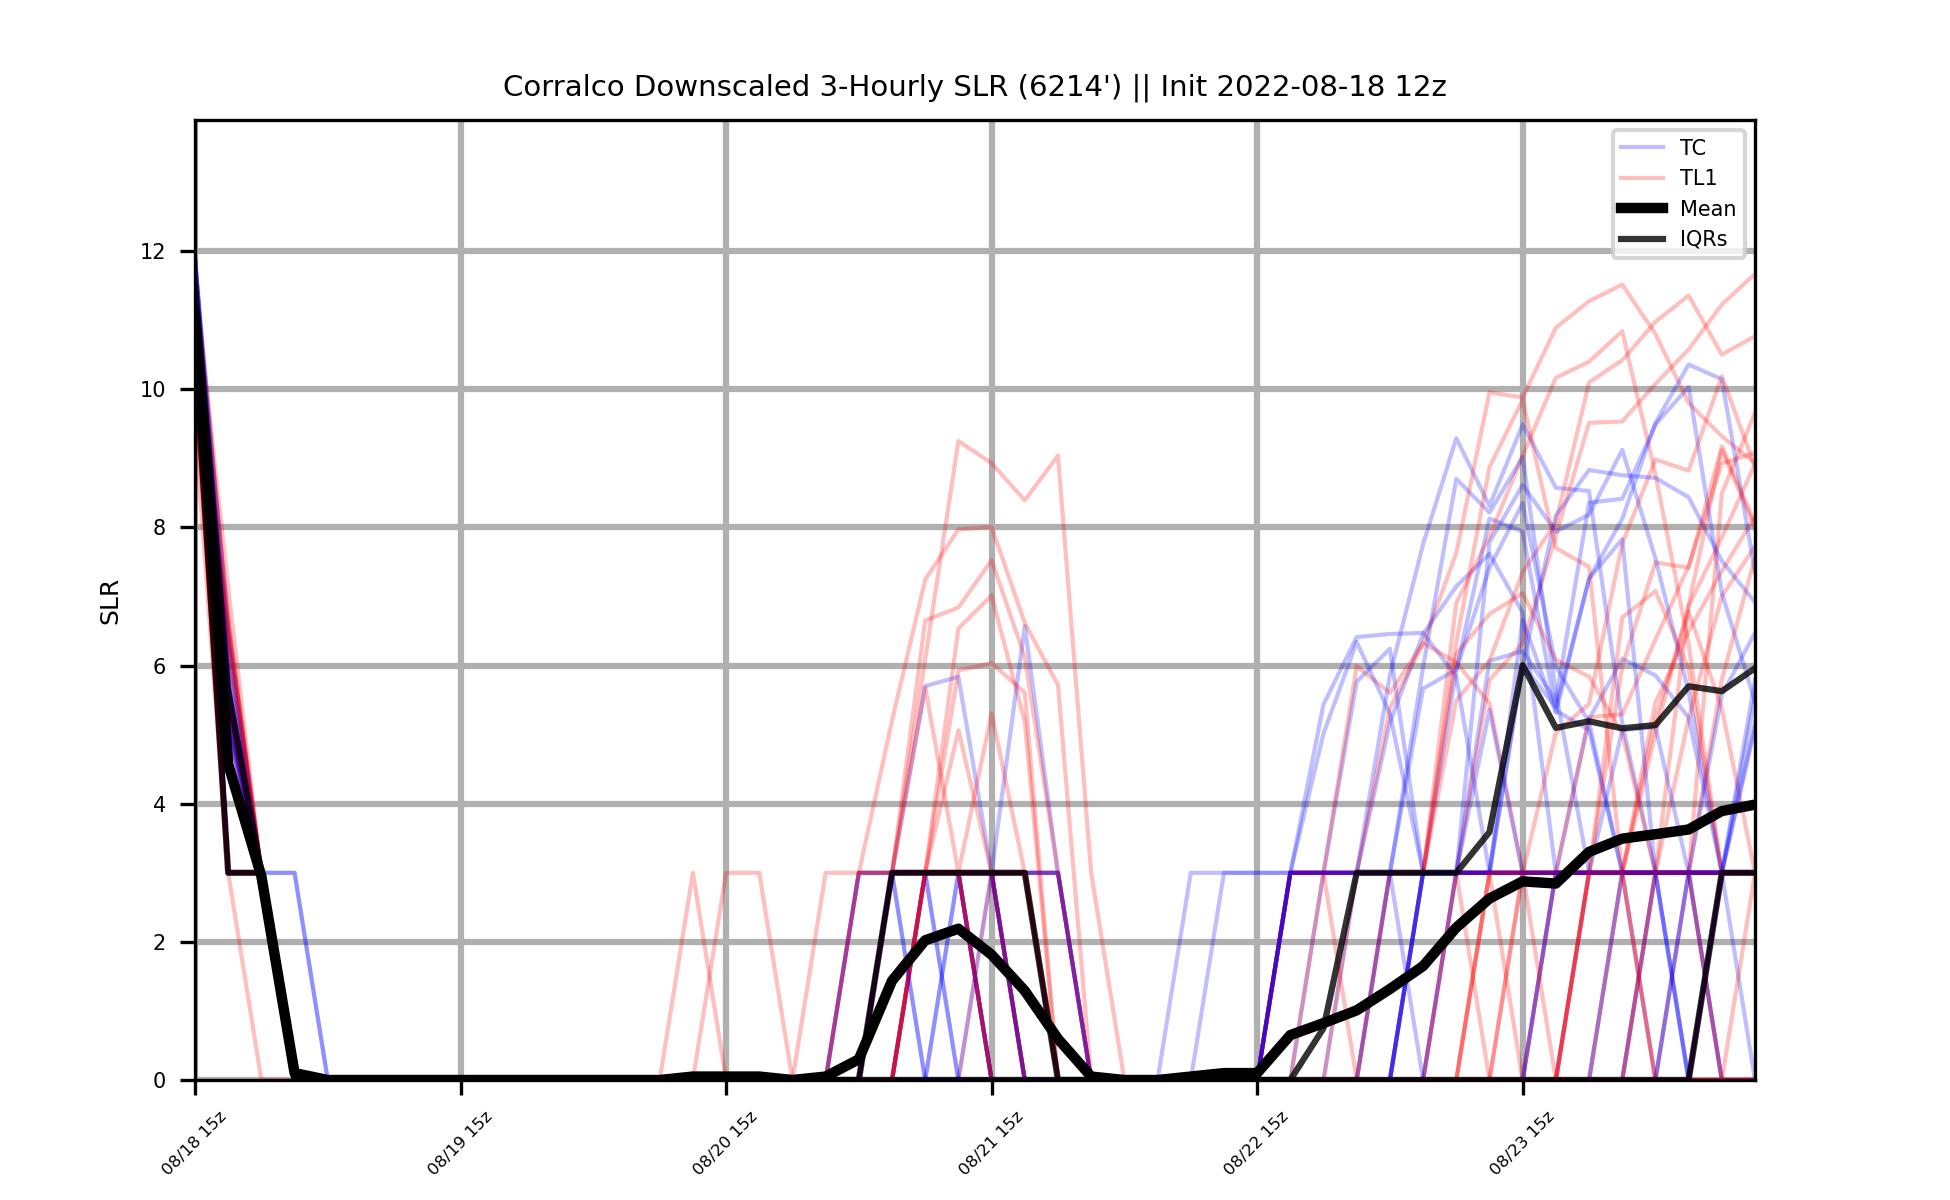 Corralco Downscaled 3-Hourly SLR (6214') || Init 2022-08-18 12z
TC
TL1
Mean
IQRs
12
10
8
6
4
2
0
SLR
08/18 15z
08/19 15z
08/20 15z
08/21 15z
08/22 15z
08/23 15z